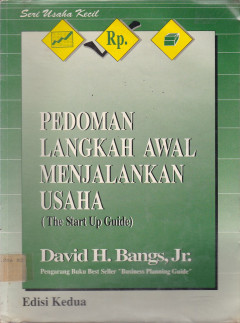 Seri Usaha Kecil
Rp.
PEDOMAN
LANGKAH AWAL
MENJALANKAN
USAHA
(The Start Up Guide)
David H. Bangs, Jr.
Pengarang Buku Best Seller "Business Planning Guide"
Edisi Kedua